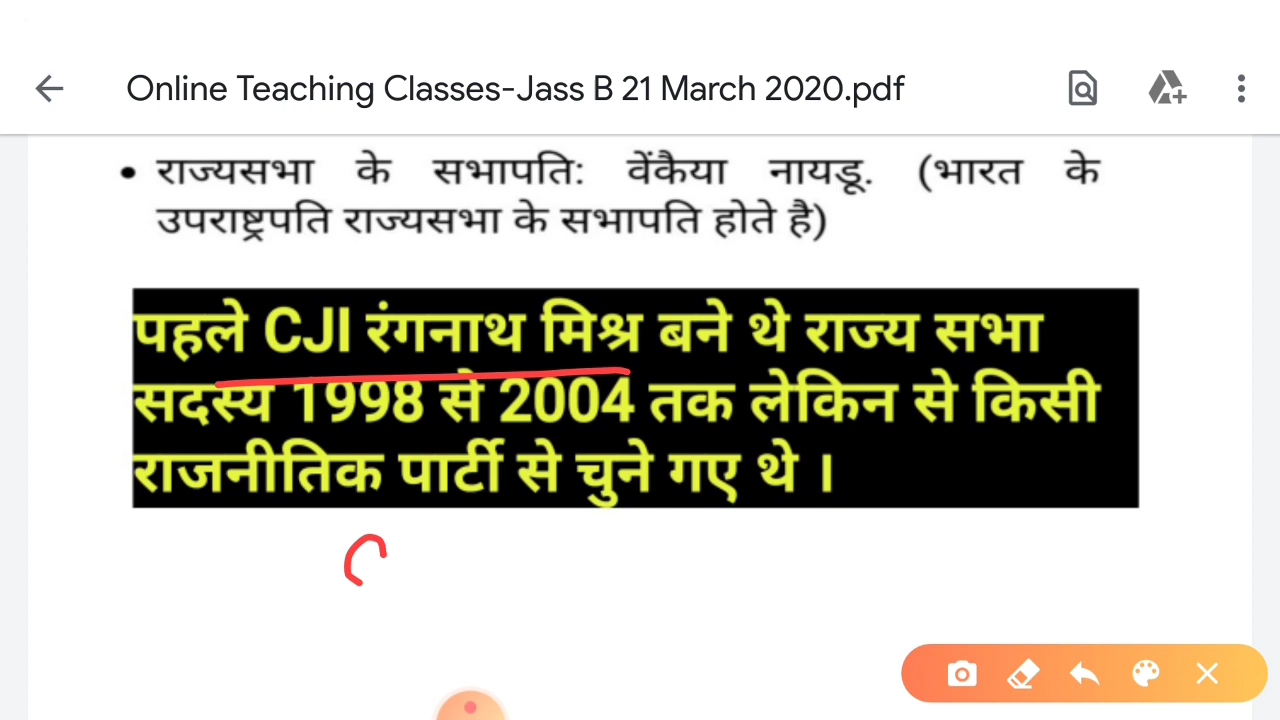 Online Teaching Classes-Jass B 21 March 2020.pdf
• राज्यसभा के सभापति: वेंकैया नायडू. (भारत के
उपराष्ट्रपति राज्यसभा के सभापति होते है)
पहले CJI रंगनाथ मिश्र बने थे राज्य सभा
सदस्य 1998 से 2004 तक लेकिन से किसी
राजनीतिक पार्टी से चुने गए थे ।